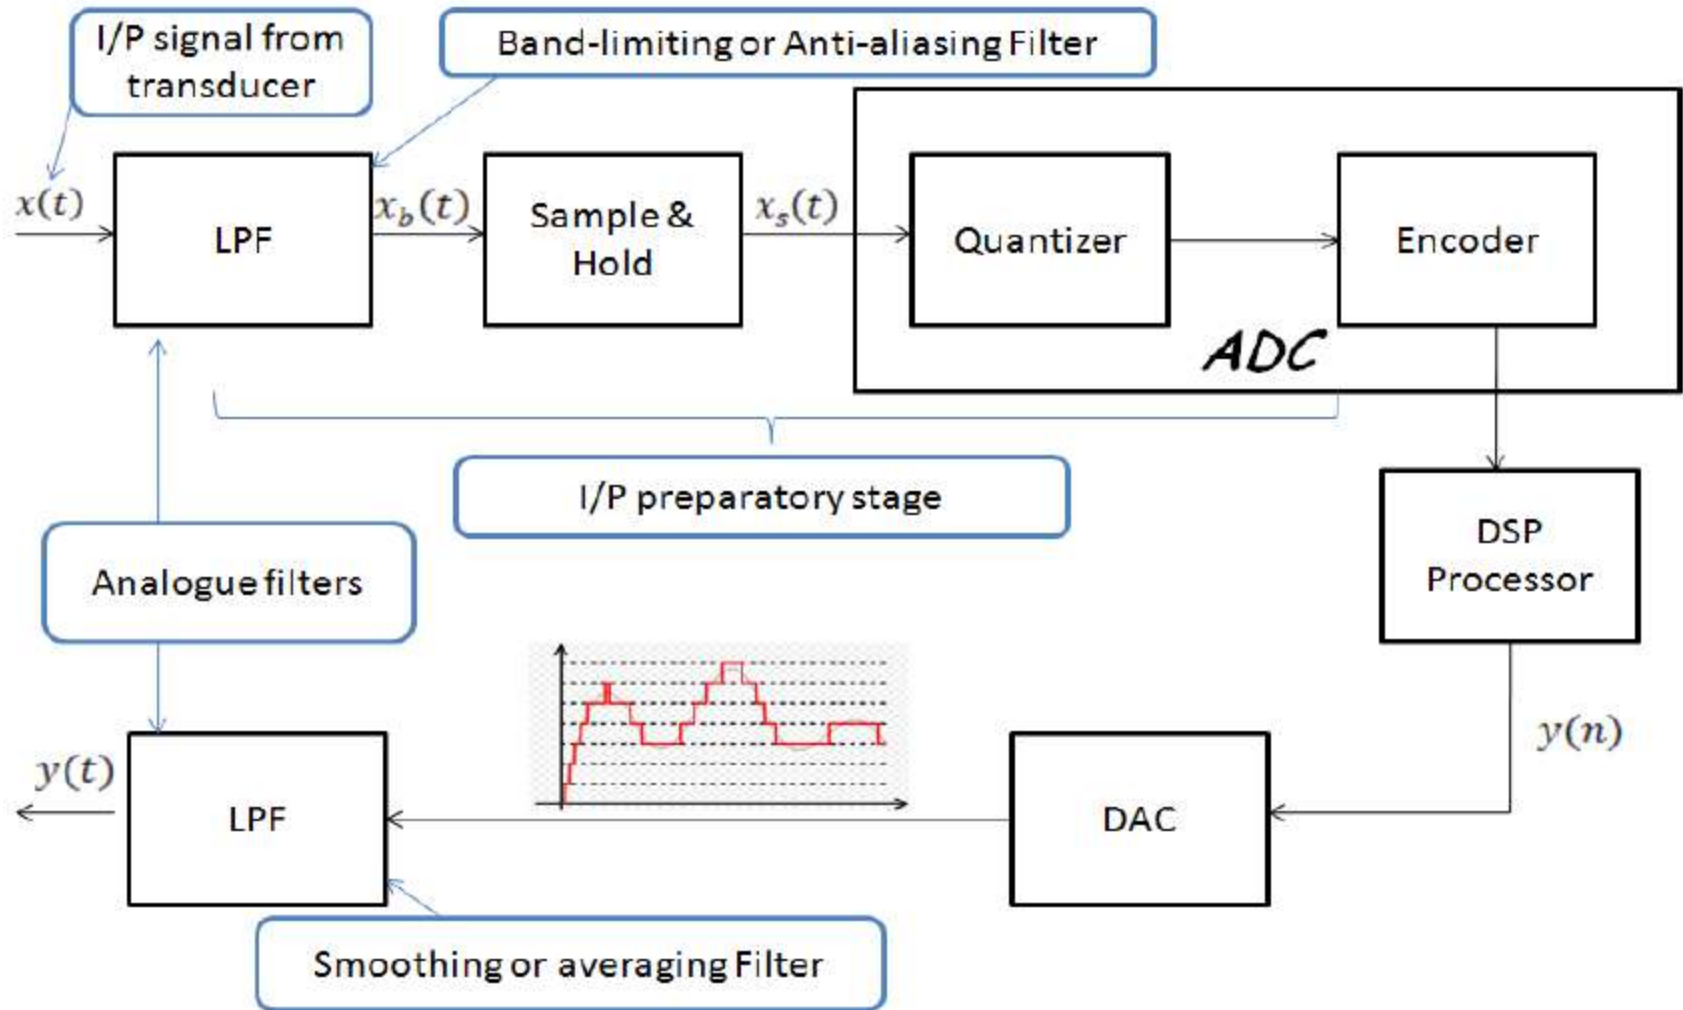 I/P signal from
transducer
Band-limiting or Anti-aliasing Filter
x(t)
LPF
x_b(t)
Sample &
Hold
x_s(t)
Quantizer
Encoder
ADC
I/P preparatory stage
DSP
Processor
Analogue filters
y(n)
y(t)
LPF
DAC
Smoothing or averaging Filter